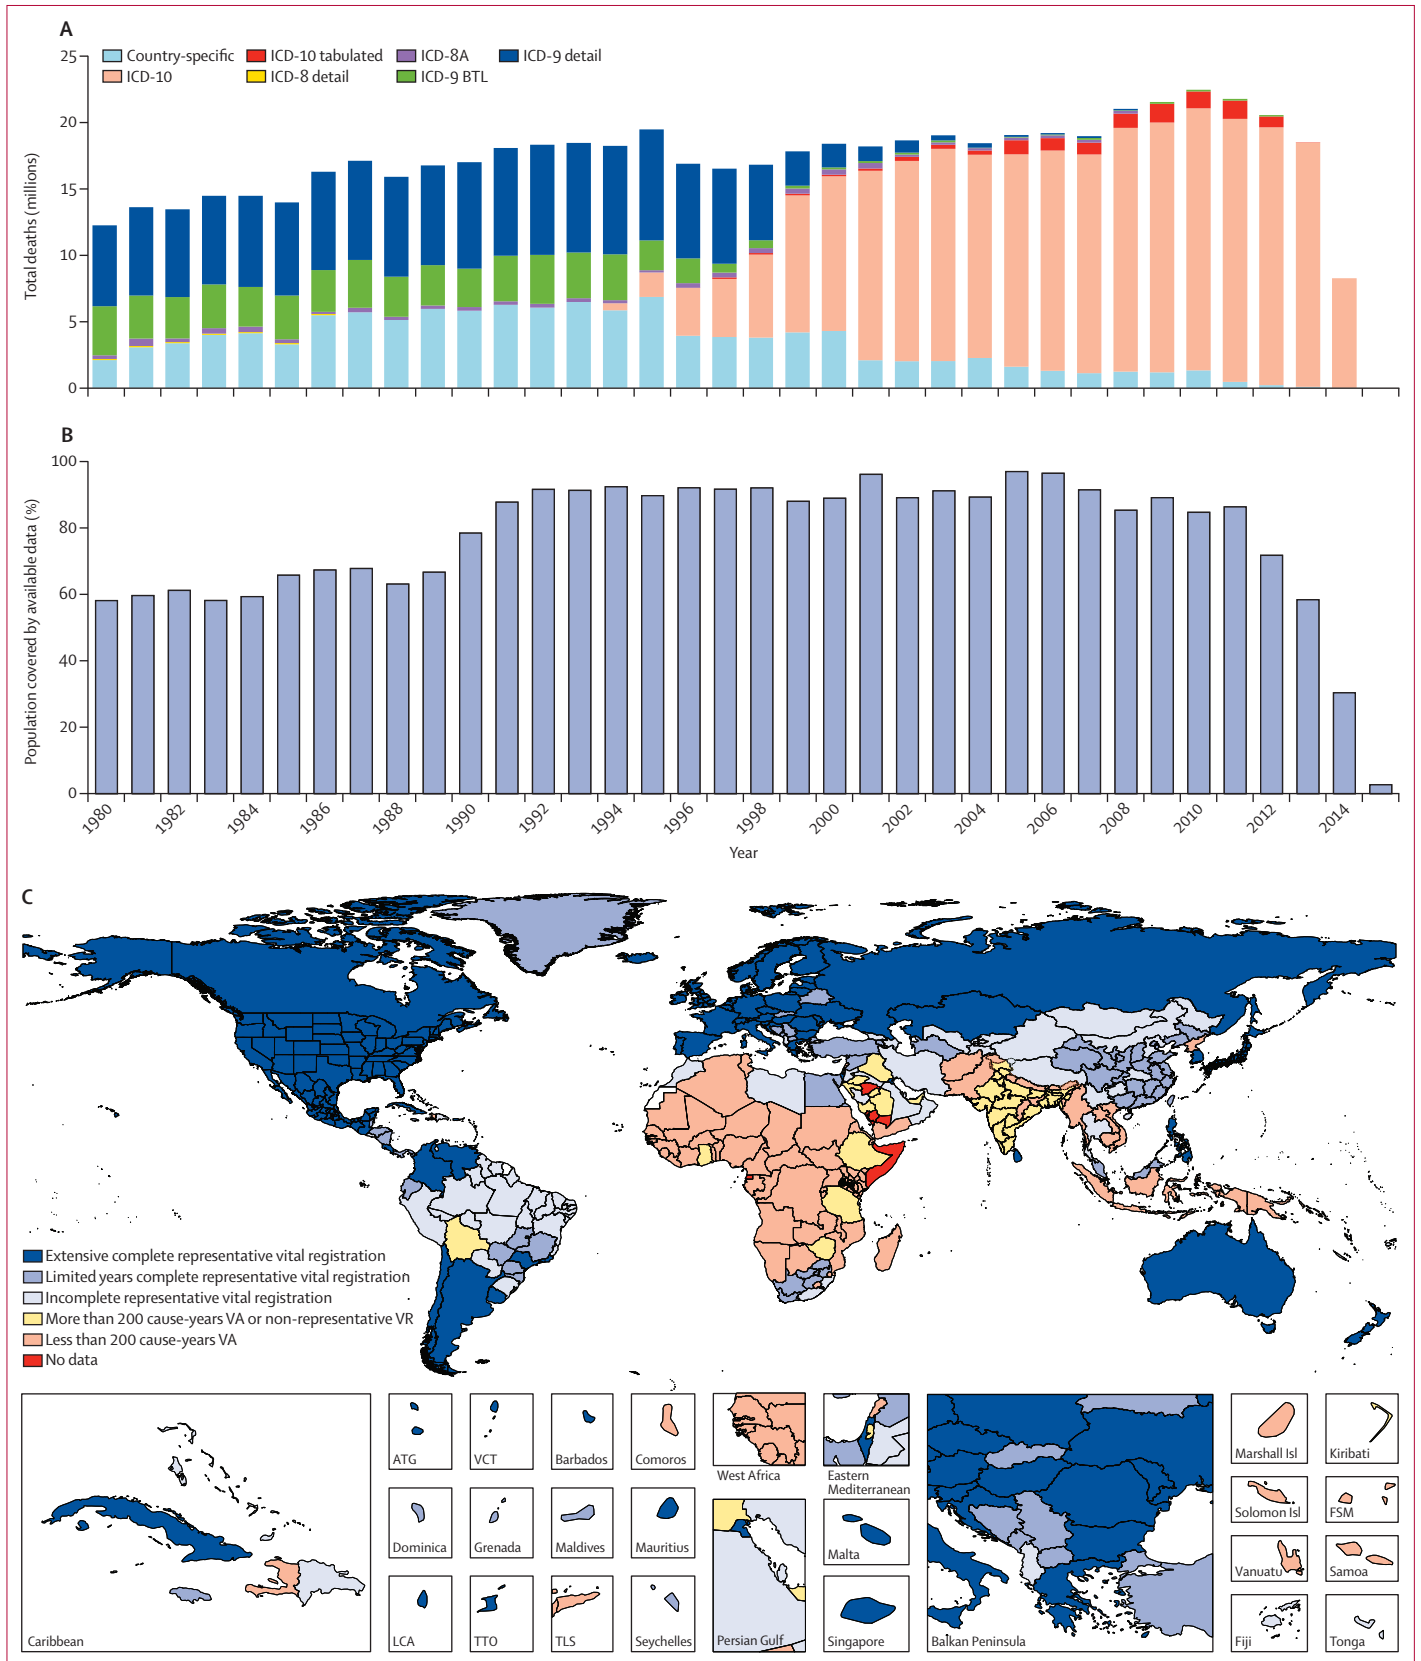 A
Country-specific
ICD-10 tabulated
ICD-8A
ICD-9 detail
ICD-10
ICD-8 detail
ICD-9 BTL
Total deaths (millions)
25
20
15
10
5
0
B
Population covered by available data (%)
100
80
60
40
20
0
1980
1982
1984
1986
1988
1990
1992
1994
1996
1998
2000
2002
2004
2006
2008
2010
2012
2014
Year
C
Extensive complete representative vital registration
Limited years complete representative vital registration
Incomplete representative vital registration
More than 200 cause-years VA or non-representative VR
Less than 200 cause-years VA
No data
Caribbean
ATG
VCT
Barbados
Comoros
West Africa
Eastern
Mediterranean
Marshall Isl
Kiribati
Dominica
Grenada
Maldives
Mauritius
Malta
Solomon Isl
FSM
Vanuatu
Samoa
LCA
TTO
TLS
Seychelles
Persian Gulf
Singapore
Balkan Peninsula
Fiji
Tonga